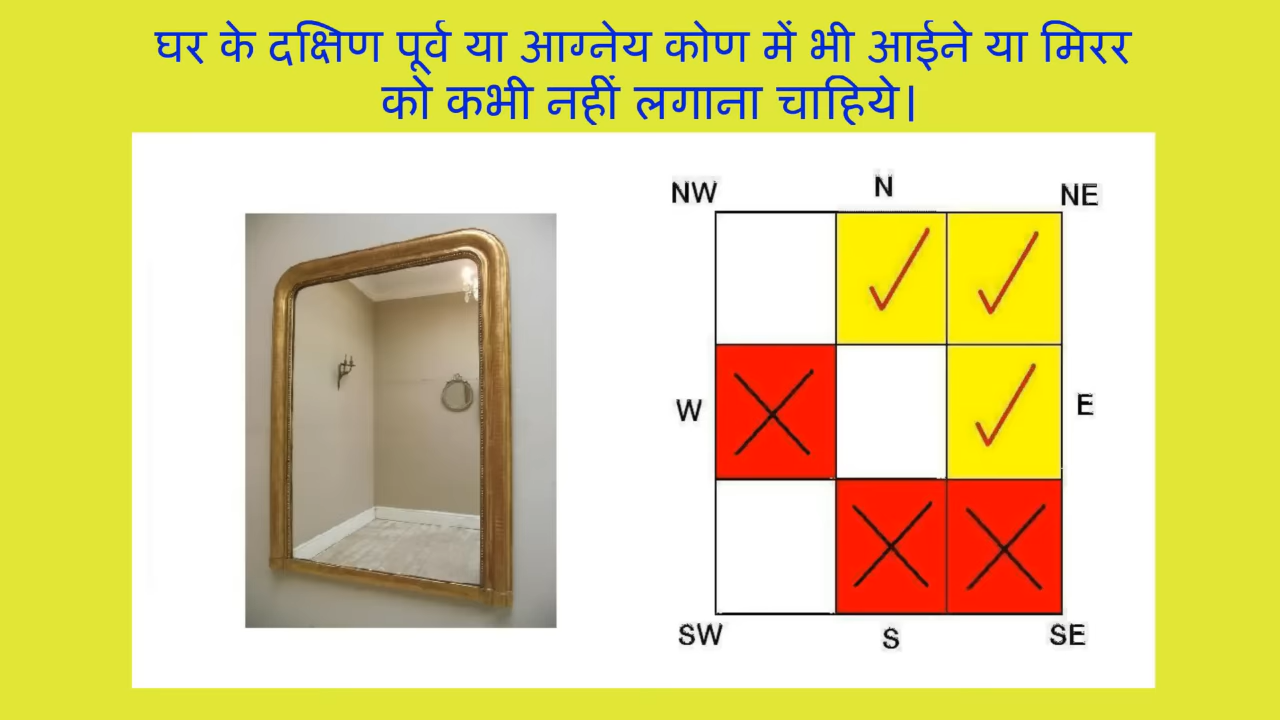 घर के दक्षिण पूर्व या आग्नेय कोण में भी आईने या मिरर
को कभी नहीं लगाना चाहिये।
NW N NE
W E
SW S SE